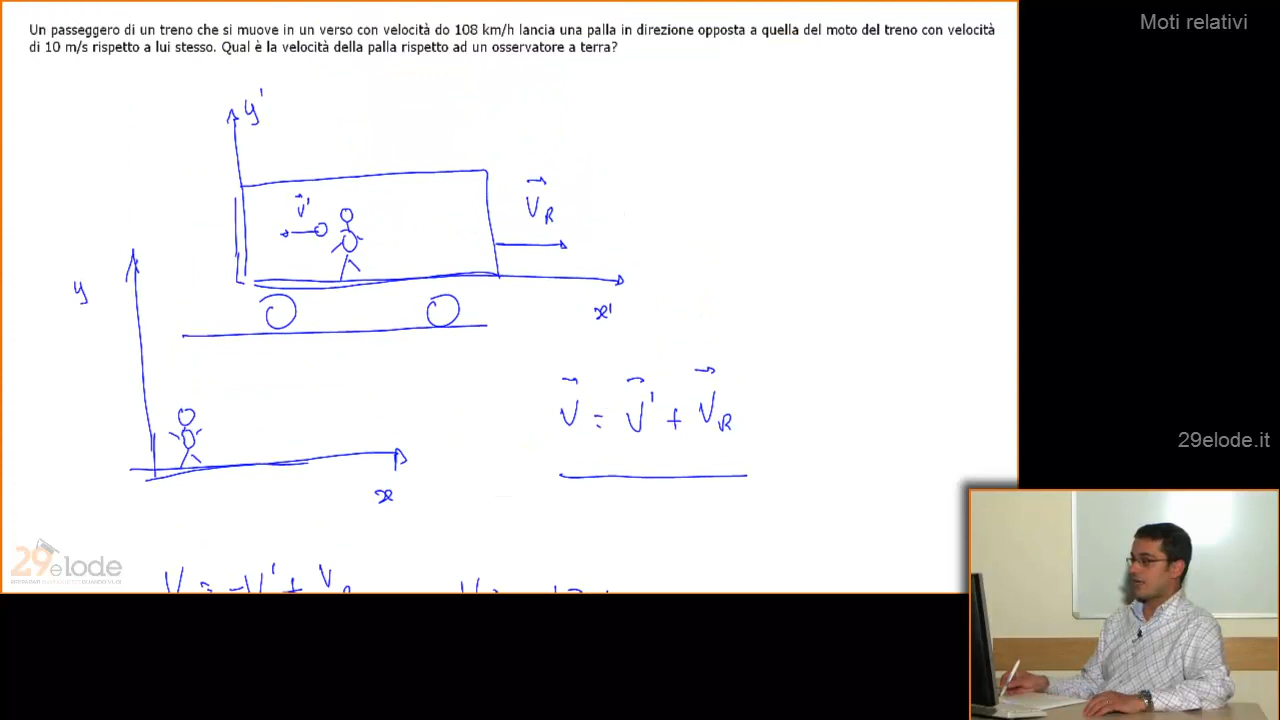 Moti relativi
Un passeggero di un treno che si muove in un verso con velocità do 108 km/h lancia una palla in direzione opposta a quella del moto del treno con velocità
di 10 m/s rispetto a lui stesso. Qual è la velocità della palla rispetto ad un osservatore a terra?
y'
v'
V_R
x'
y
V = V' + V_R
29elode.it
x
29elode
V = -V' + V_R